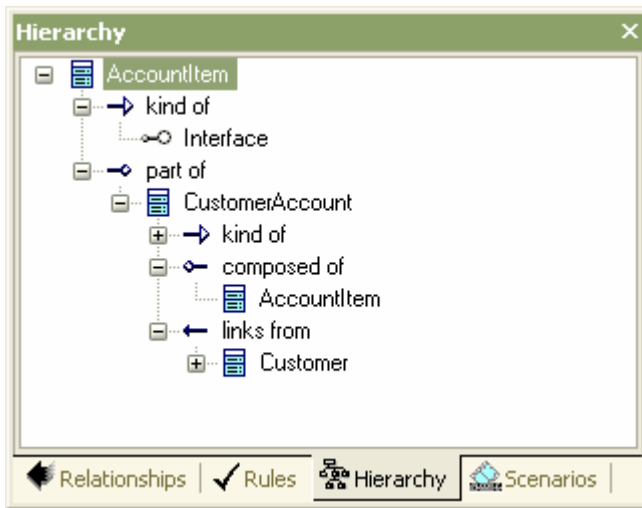 Hierarchy
AccountItem
kind of
Interface
part of
CustomerAccount
kind of
composed of
AccountItem
links from
Customer
Relationships Rules Hierarchy Scenarios